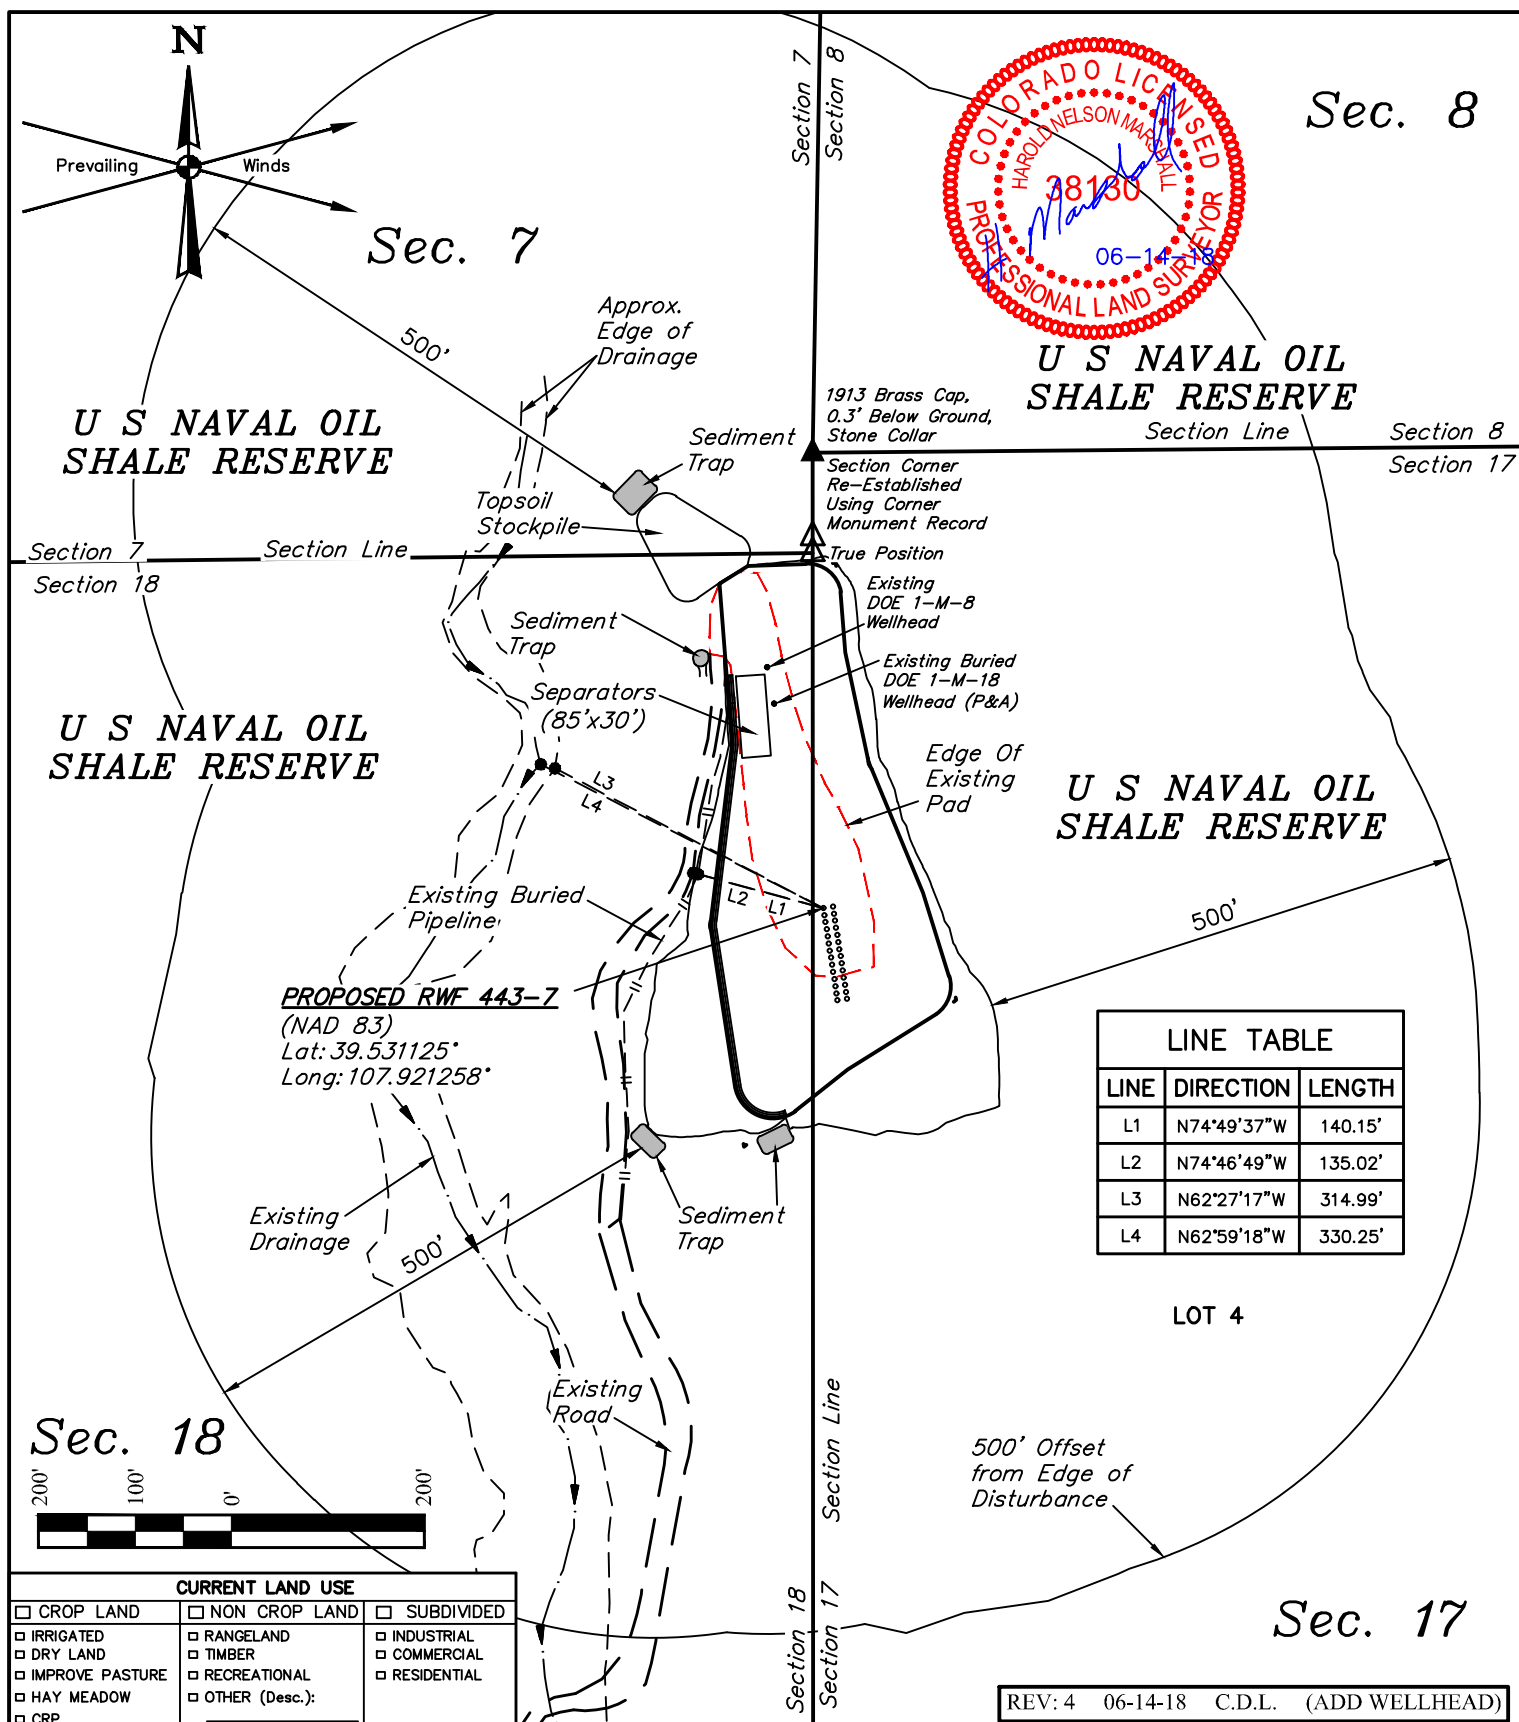 N
Prevailing Winds
Sec. 7
Section 7
Section 8
Sec. 8
COLORADO LICENSED
PROFESSIONAL LAND SURVEYOR
HAROLD NELSON MARSHALL
38130
06-14-18
500'
Approx.
Edge of
Drainage
U S NAVAL OIL
SHALE RESERVE
U S NAVAL OIL
SHALE RESERVE
1913 Brass Cap,
0.3' Below Ground,
Stone Collar
Section Line
Section 8
Section 17
Sediment
Trap
Section Corner
Re-Established
Using Corner
Monument Record
True Position
Topsoil
Stockpile
Section 7
Section Line
Section 18
Existing
DOE 1-M-8
Wellhead
Sediment
Trap
Existing Buried
DOE 1-M-18
Wellhead (P&A)
Separators
(85'x30')
U S NAVAL OIL
SHALE RESERVE
Edge Of
Existing
Pad
U S NAVAL OIL
SHALE RESERVE
L3
L4
L2
L1
Existing Buried
Pipeline
500'
PROPOSED RWF 443-7
(NAD 83)
Lat: 39.531125°
Long: 107.921258°
LINE TABLE
LINE DIRECTION LENGTH
L1 N74°49'37"W 140.15'
L2 N74°46'49"W 135.02'
L3 N62°27'17"W 314.99'
L4 N62°59'18"W 330.25'
LOT 4
Existing
Drainage
500'
Sediment
Trap
Existing
Road
Section Line
500' Offset
from Edge of
Disturbance
Sec. 18
200' 100' 0' 200'
Section 18
Section 17
Sec. 17
CURRENT LAND USE
☐ CROP LAND ☐ NON CROP LAND ☐ SUBDIVIDED
☐ IRRIGATED ☐ RANGELAND ☐ INDUSTRIAL
☐ DRY LAND ☐ TIMBER ☐ COMMERCIAL
☐ IMPROVE PASTURE ☐ RECREATIONAL ☐ RESIDENTIAL
☐ HAY MEADOW ☐ OTHER (Desc.):
☐ CRP
REV: 4 06-14-18 C.D.L. (ADD WELLHEAD)